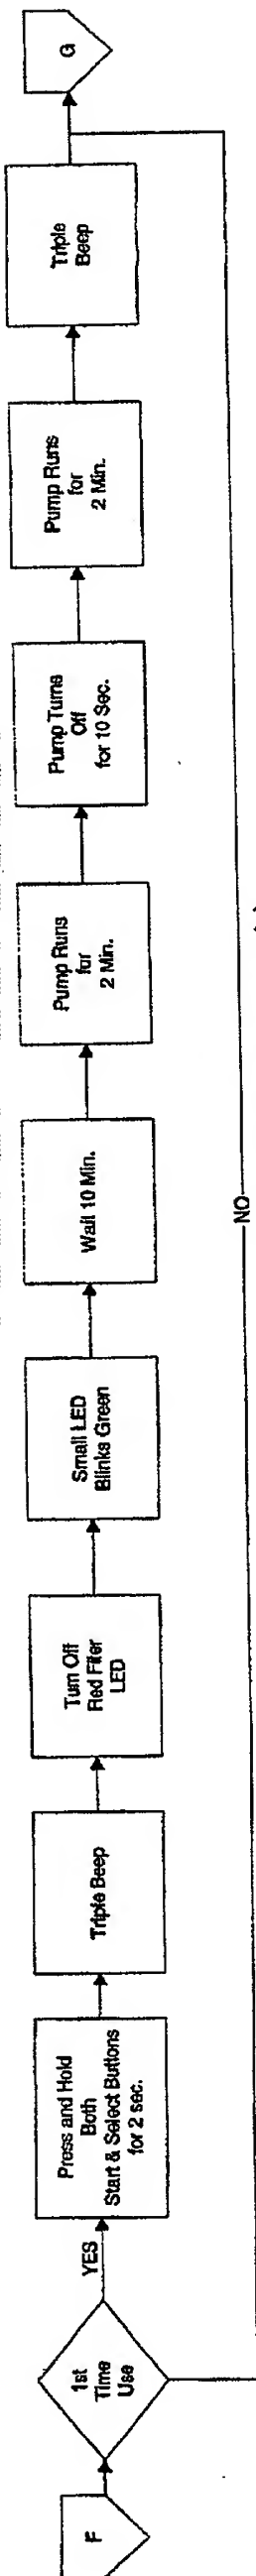 F
1st
Time
Use
YES
Press and Hold
Both
Start & Select Buttons
for 2 sec.
Triple Beep
Turn Off
Red Filter
LED
Small LED
Blinks Green
Wait 10 Min.
Pump Runs
for
2 Min.
Pump Turns
Off
for 10 Sec.
Pump Runs
for
2 Min.
Triple
Beep
G
NO